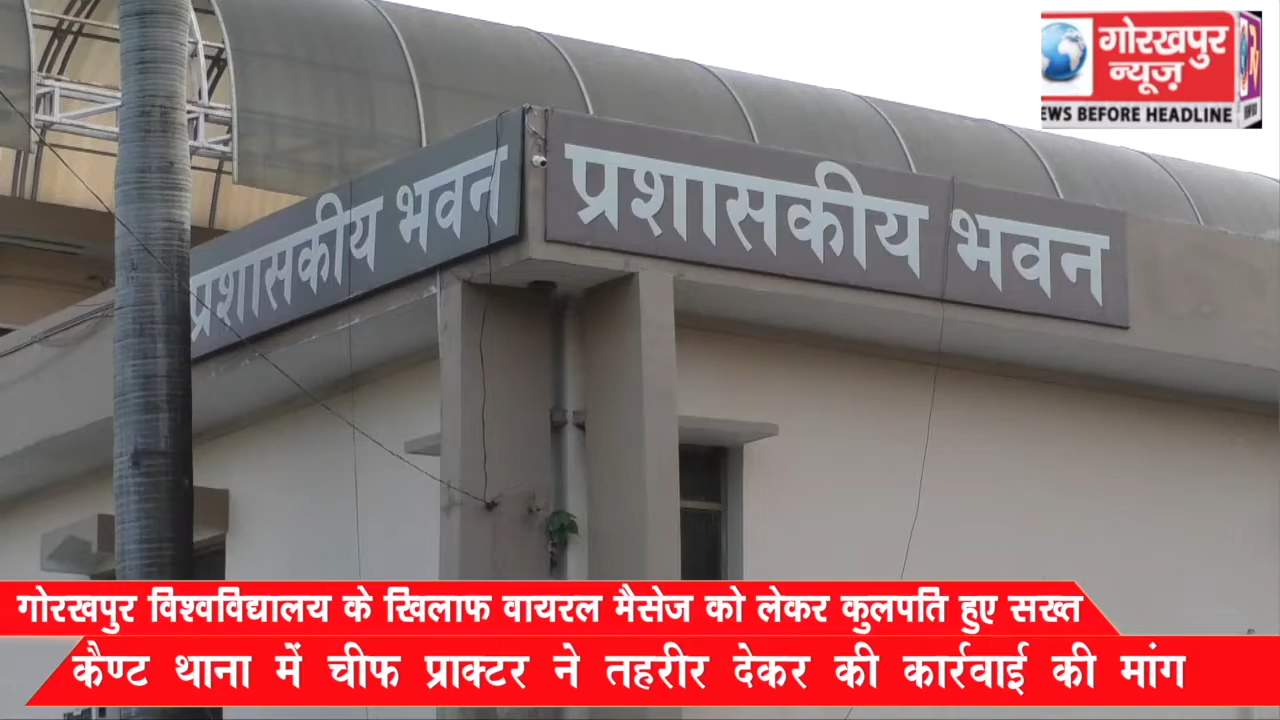 गोरखपुर
न्यूज़
EWS BEFORE HEADLINE
प्रशासकीय भवन
प्रशासकीय भवन
गोरखपुर विश्वविद्यालय के खिलाफ वायरल मैसेज को लेकर कुलपति हुए सख्त
कैण्ट थाना में चीफ प्राक्टर ने तहरीर देकर की कार्रवाई की मांग